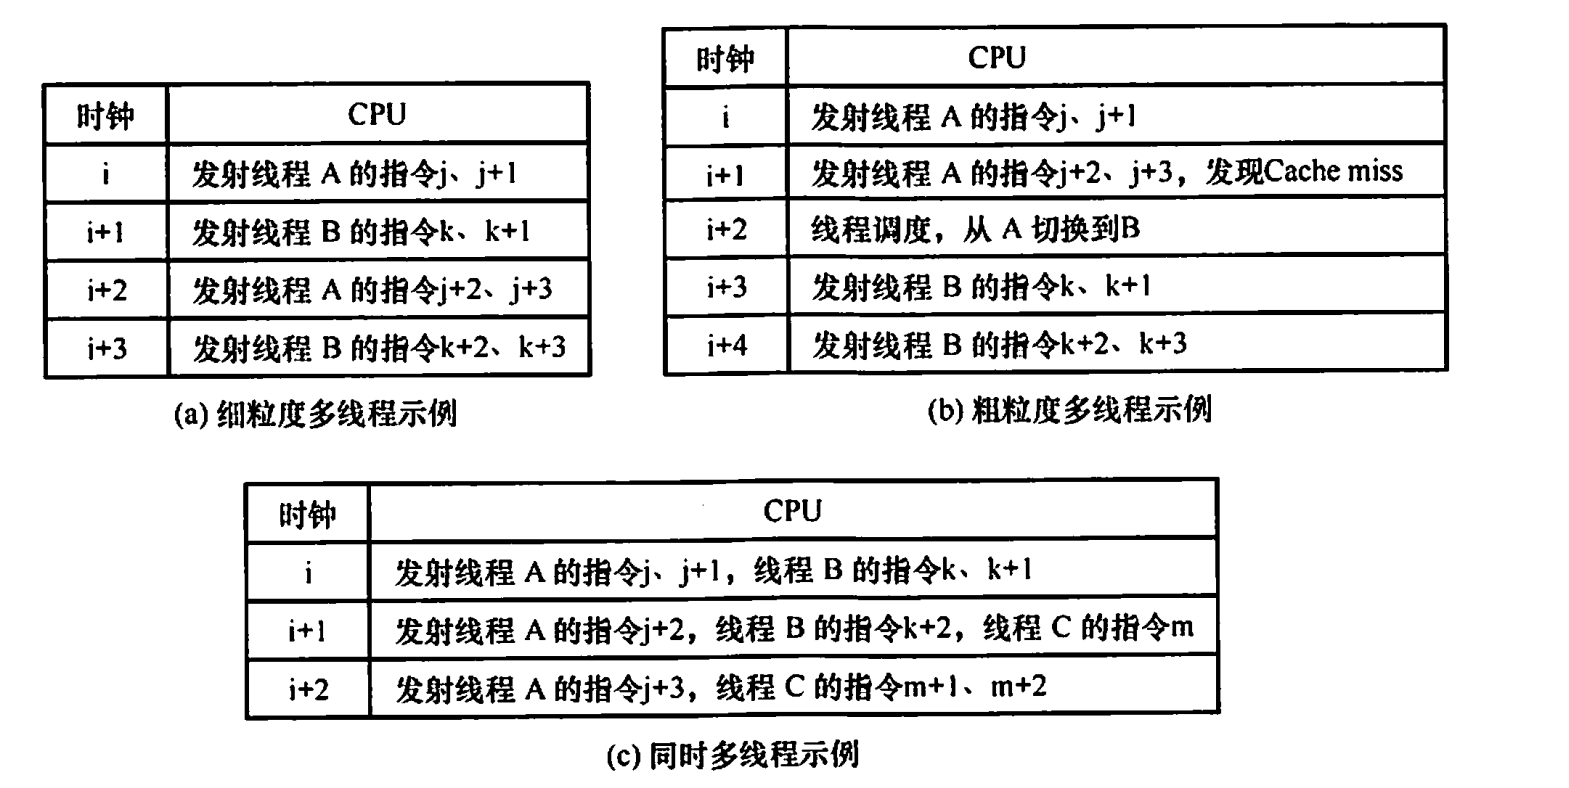 时钟 CPU
i 发射线程 A 的指令j、j+1
i+1 发射线程 B 的指令k、k+1
i+2 发射线程 A 的指令j+2、j+3
i+3 发射线程 B 的指令k+2、k+3
(a) 细粒度多线程示例
时钟 CPU
i 发射线程 A 的指令j、j+1
i+1 发射线程 A 的指令j+2、j+3，发现Cache miss
i+2 线程调度，从 A 切换到B
i+3 发射线程 B 的指令k、k+1
i+4 发射线程 B 的指令k+2、k+3
(b) 粗粒度多线程示例
时钟 CPU
i 发射线程 A 的指令j、j+1，线程 B 的指令k、k+1
i+1 发射线程 A 的指令j+2，线程 B 的指令k+2，线程 C 的指令m
i+2 发射线程 A 的指令j+3，线程 C 的指令m+1、m+2
(c) 同时多线程示例